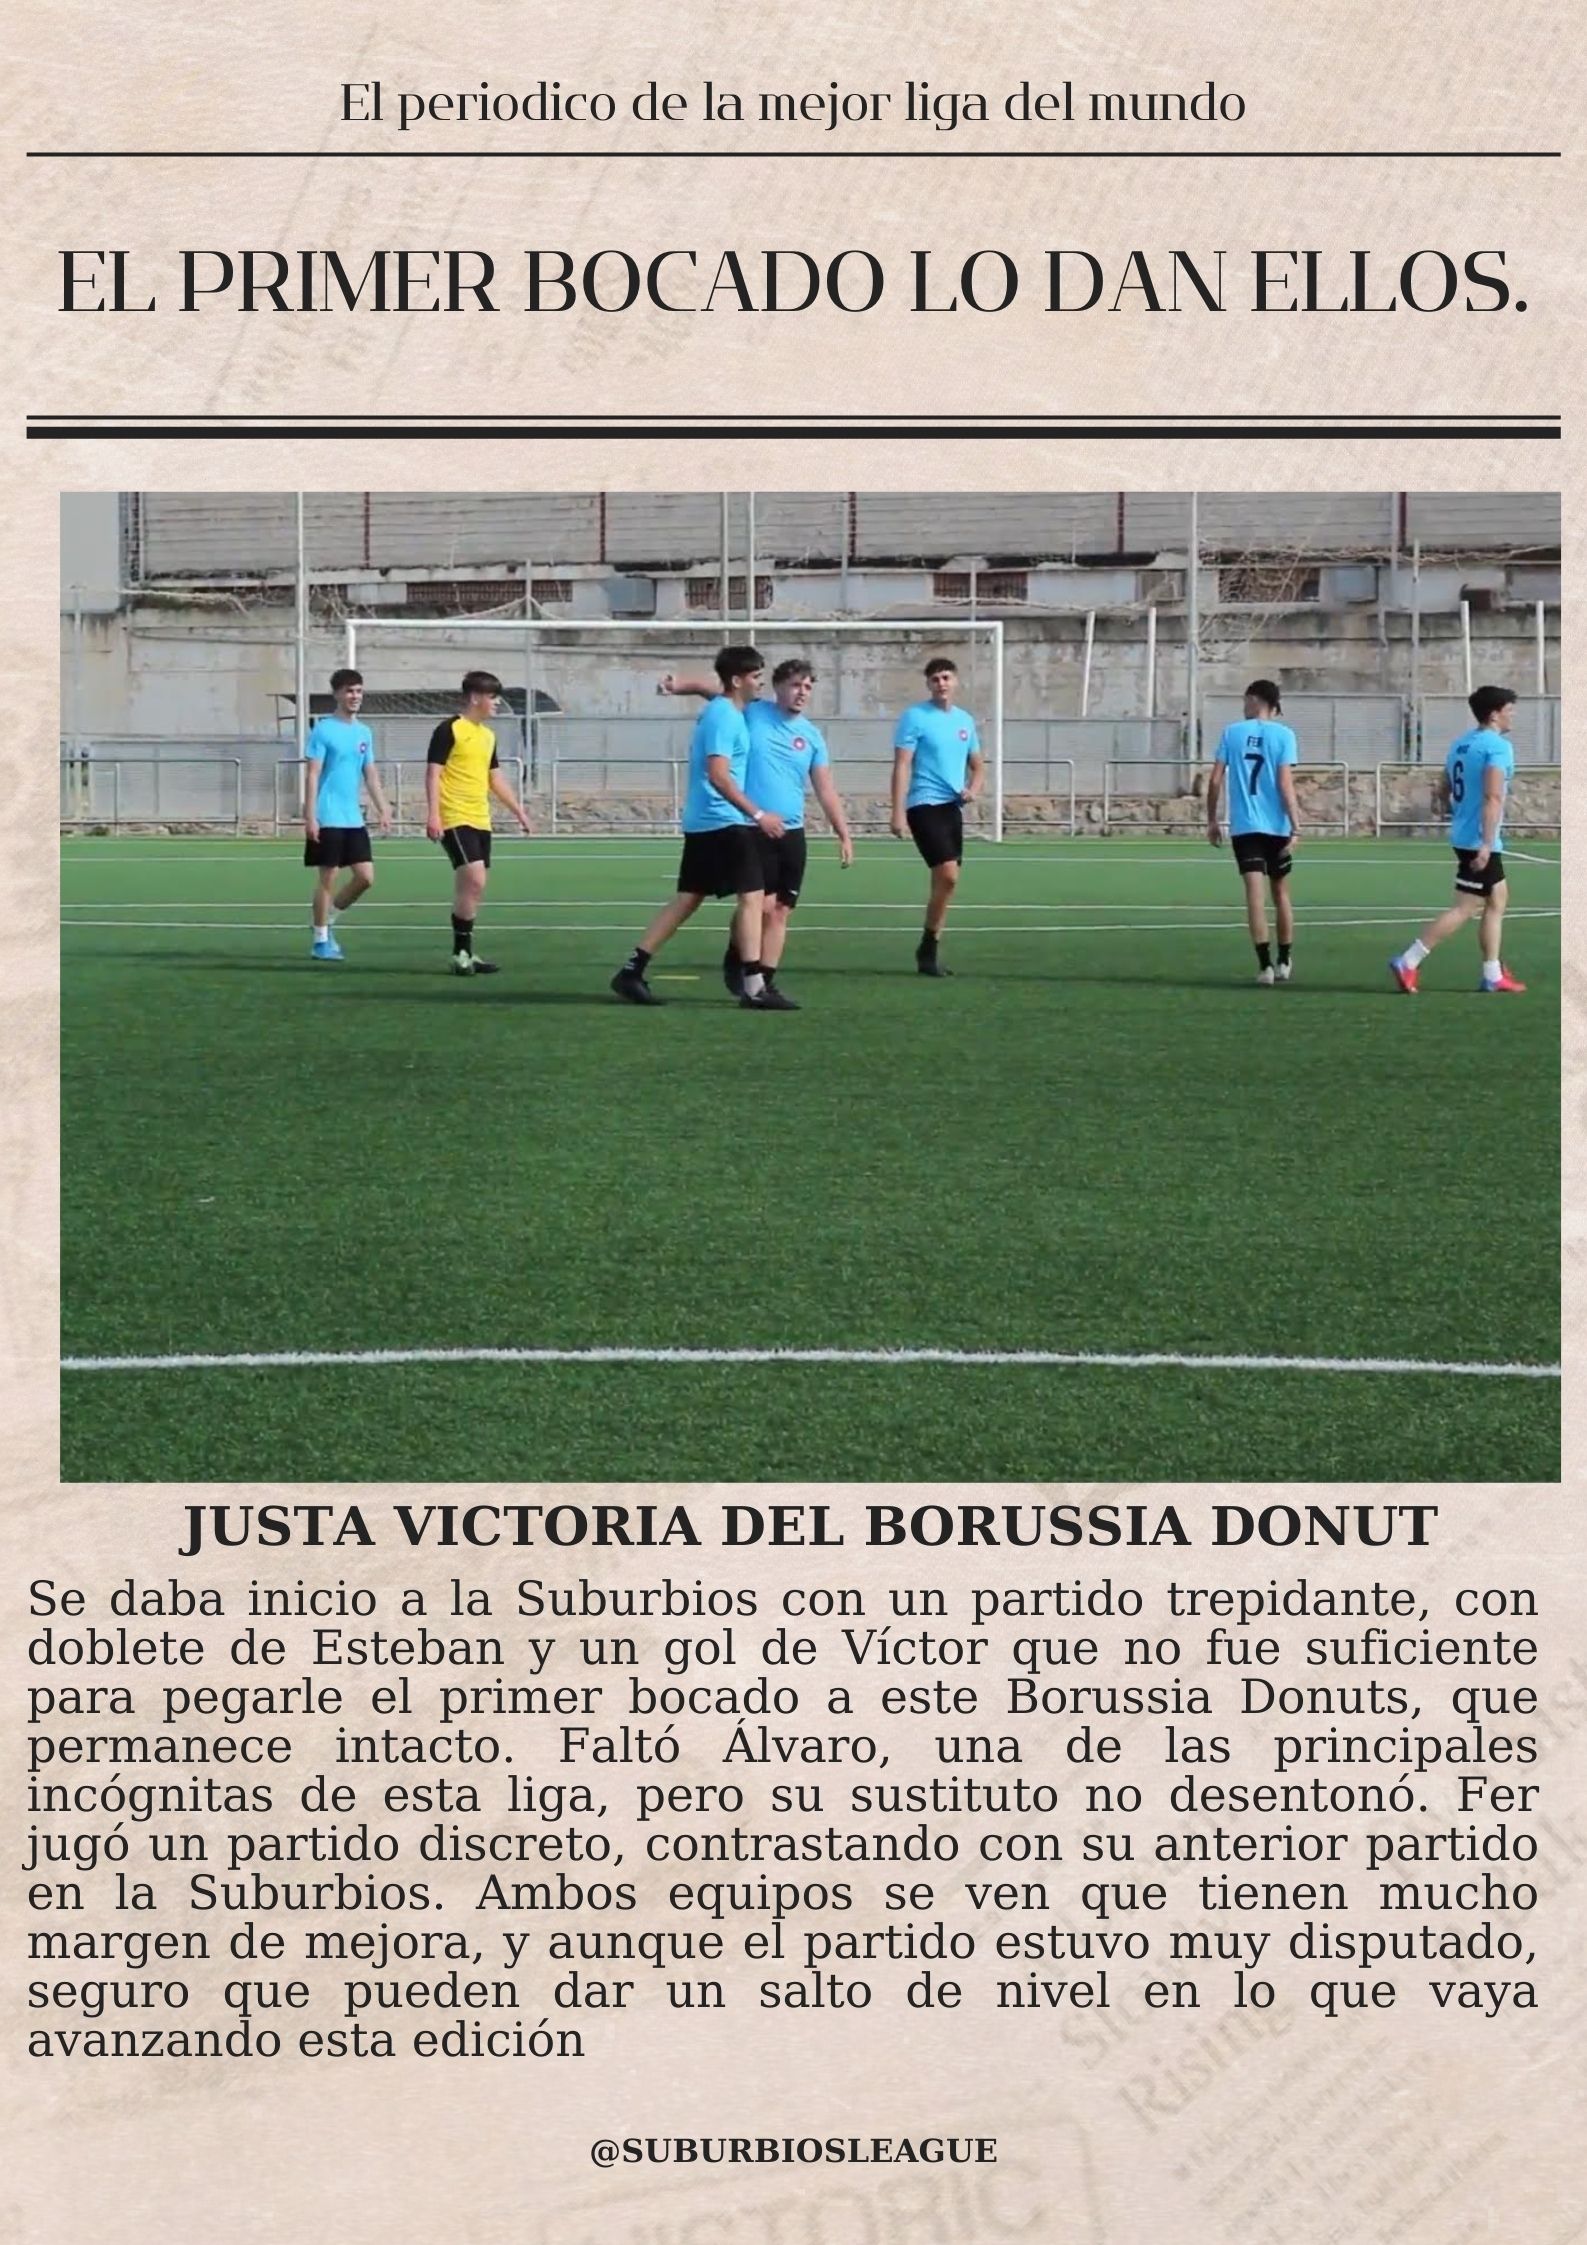 El periodico de la mejor liga del mundo
EL PRIMER BOCADO LO DAN ELLOS.
FER
7
6
JUSTA VICTORIA DEL BORUSSIA DONUT
Se daba inicio a la Suburbios con un partido trepidante, con
doblete de Esteban y un gol de Víctor que no fue suficiente
para pegarle el primer bocado a este Borussia Donuts, que
permanece intacto. Faltó Álvaro, una de las principales
incógnitas de esta liga, pero su sustituto no desentonó. Fer
jugó un partido discreto, contrastando con su anterior partido
en la Suburbios. Ambos equipos se ven que tienen mucho
margen de mejora, y aunque el partido estuvo muy disputado,
seguro que pueden dar un salto de nivel en lo que vaya
avanzando esta edición
Rising
@SUBURBIOSLEAGUE